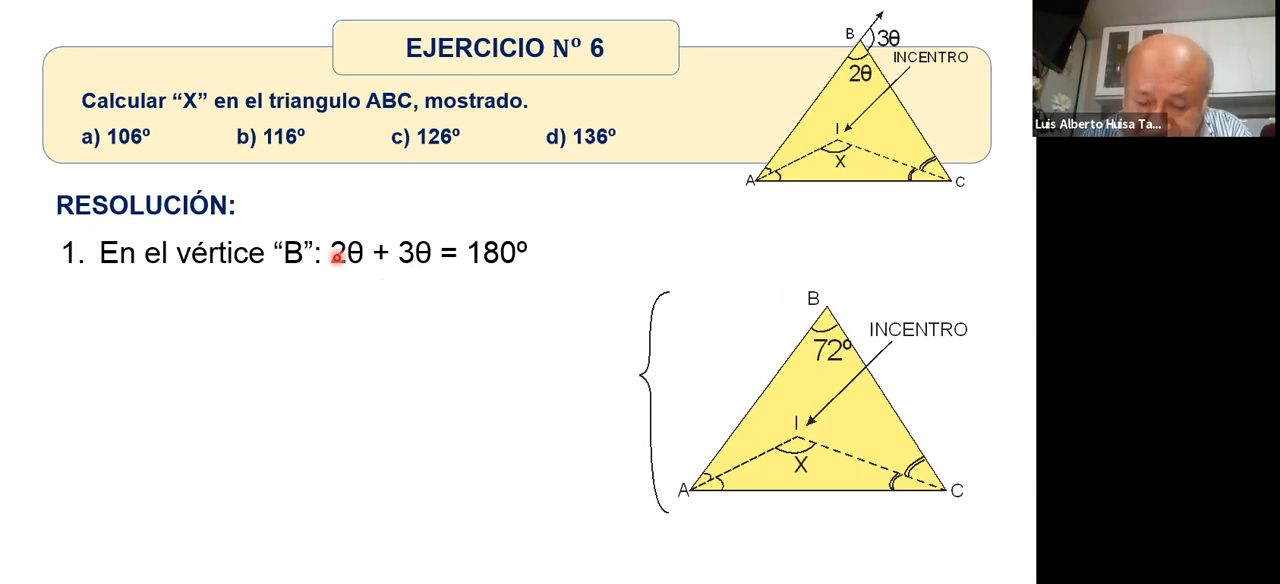 EJERCICIO Nº 6
Calcular “X” en el triangulo ABC, mostrado.
a) 106º b) 116º c) 126º d) 136º
B 3θ
INCENTRO
2θ
I
X
A C
Luis Alberto Huisa Ta...
RESOLUCIÓN:
1. En el vértice “B”: 2θ + 3θ = 180º
B
INCENTRO
72º
I
X
A C